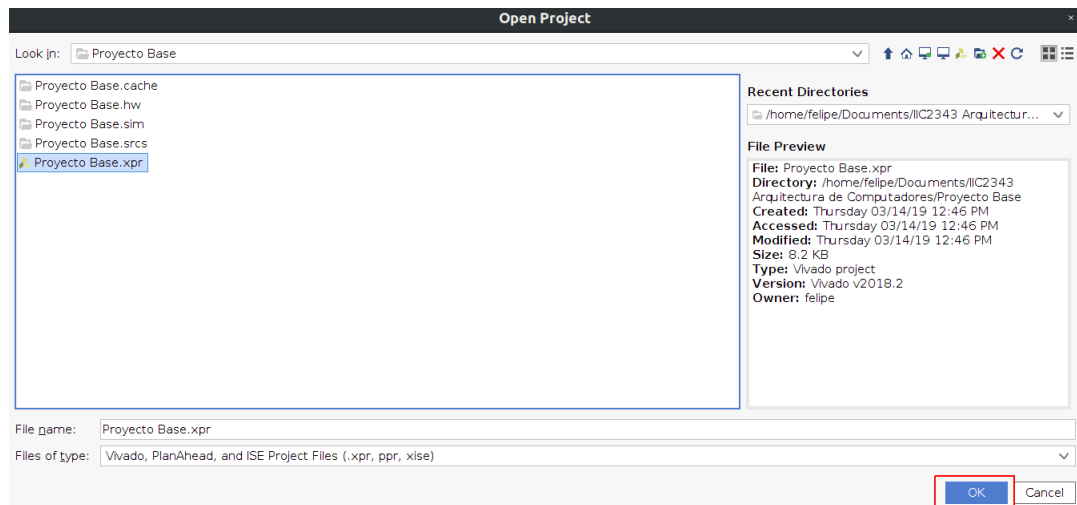 Open Project
×
Look in: Proyecto Base
Proyecto Base.cache
Proyecto Base.hw
Proyecto Base.sim
Proyecto Base.srcs
Proyecto Base.xpr
Recent Directories
/home/felipe/Documents/IIC2343 Arquitectur...
File Preview
File: Proyecto Base.xpr
Directory: /home/felipe/Documents/IIC2343
Arquitectura de Computadores/Proyecto Base
Created: Thursday 03/14/19 12:46 PM
Accessed: Thursday 03/14/19 12:46 PM
Modified: Thursday 03/14/19 12:46 PM
Size: 8.2 KB
Type: Vivado project
Version: Vivado v2018.2
Owner: felipe
File name: Proyecto Base.xpr
Files of type: Vivado, PlanAhead, and ISE Project Files (.xpr, ppr, xise)
OK Cancel